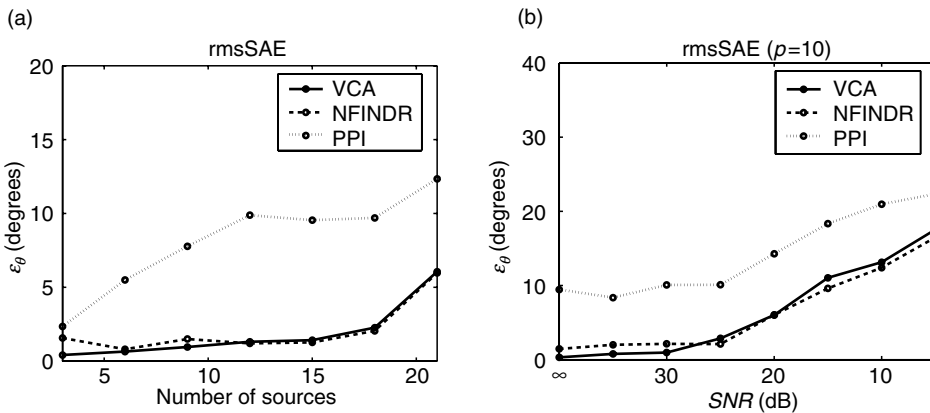 (a)
rmsSAE
20
15
10
5
0
ε_θ (degrees)
VCA
NFINDR
PPI
5 10 15 20
Number of sources
(b)
rmsSAE (p=10)
40
30
20
10
0
ε_θ (degrees)
VCA
NFINDR
PPI
∞ 30 20 10
SNR (dB)